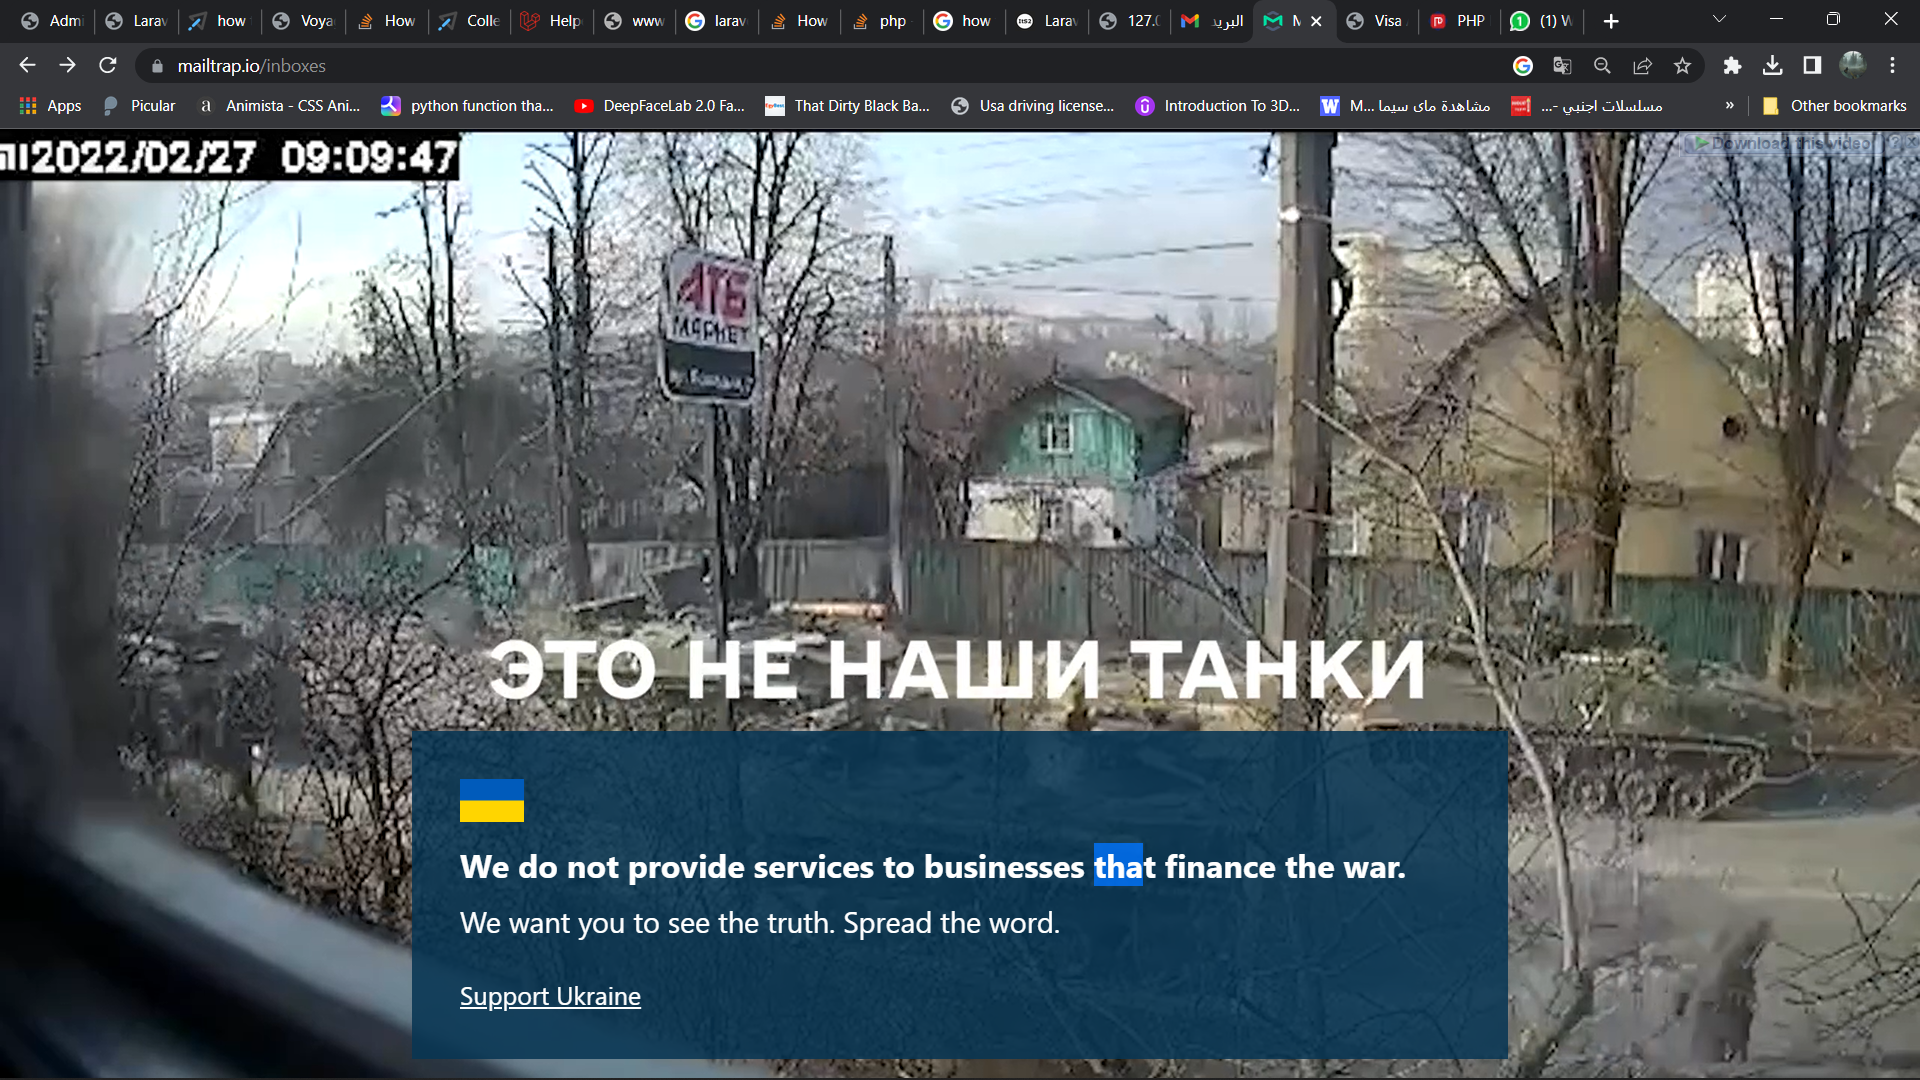 Admi
Larav
how
Voya
How
Colle
Help
www
larav
How
php
how
Larav
127.0
البريد
M
Visa
PHP
(1) W
mailtrap.io/inboxes
Apps
Picular
Animista - CSS Ani...
python function tha...
DeepFaceLab 2.0 Fa...
That Dirty Black Ba...
Usa driving license...
Introduction To 3D...
مشاهدة ماى سيما M...
مسلسلات اجنبي -...
»
Other bookmarks
2022/02/27 09:09:47
Download this video
АТБ
МАРКЕТ
ЭТО НЕ НАШИ ТАНКИ
We do not provide services to businesses that finance the war.
We want you to see the truth. Spread the word.
Support Ukraine